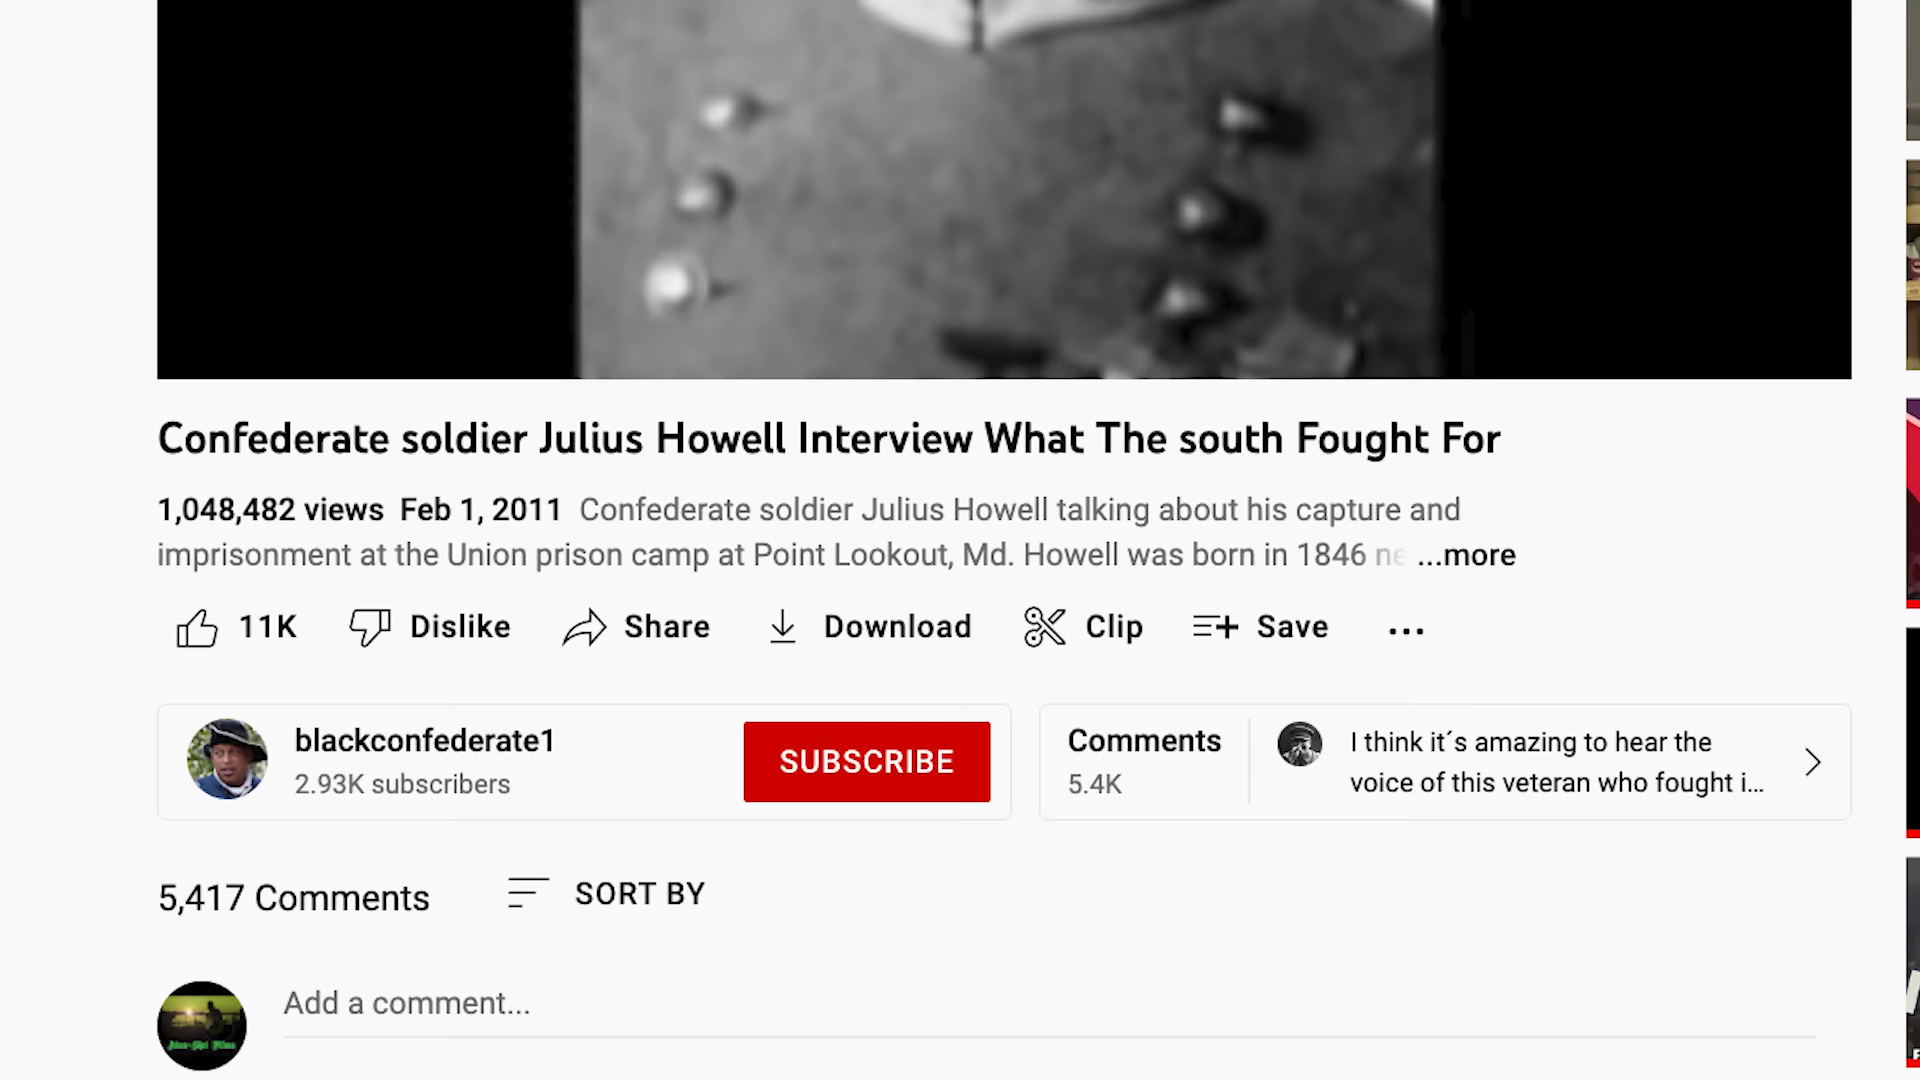 Confederate soldier Julius Howell Interview What The south Fought For
1,048,482 views Feb 1, 2011 Confederate soldier Julius Howell talking about his capture and
imprisonment at the Union prison camp at Point Lookout, Md. Howell was born in 1846 ne ...more
11K Dislike Share Download Clip Save ...
blackconfederate1
2.93K subscribers
SUBSCRIBE
Comments
5.4K
I think it´s amazing to hear the
voice of this veteran who fought i...
5,417 Comments SORT BY
Add a comment...